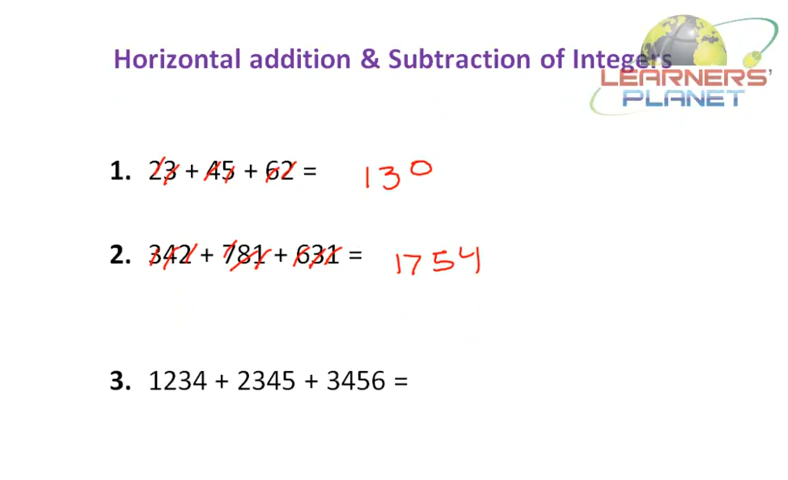 Horizontal addition & Subtraction of Integers
LEARNERS'
PLANET
1. 23 + 45 + 62 = 130
2. 342 + 781 + 631 = 1754
3. 1234 + 2345 + 3456 =